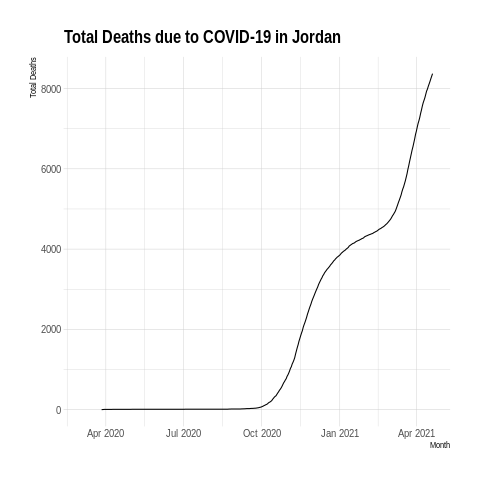 Total Deaths due to COVID-19 in Jordan
Total Deaths
8000
6000
4000
2000
0
Apr 2020 Jul 2020 Oct 2020 Jan 2021 Apr 2021
Month